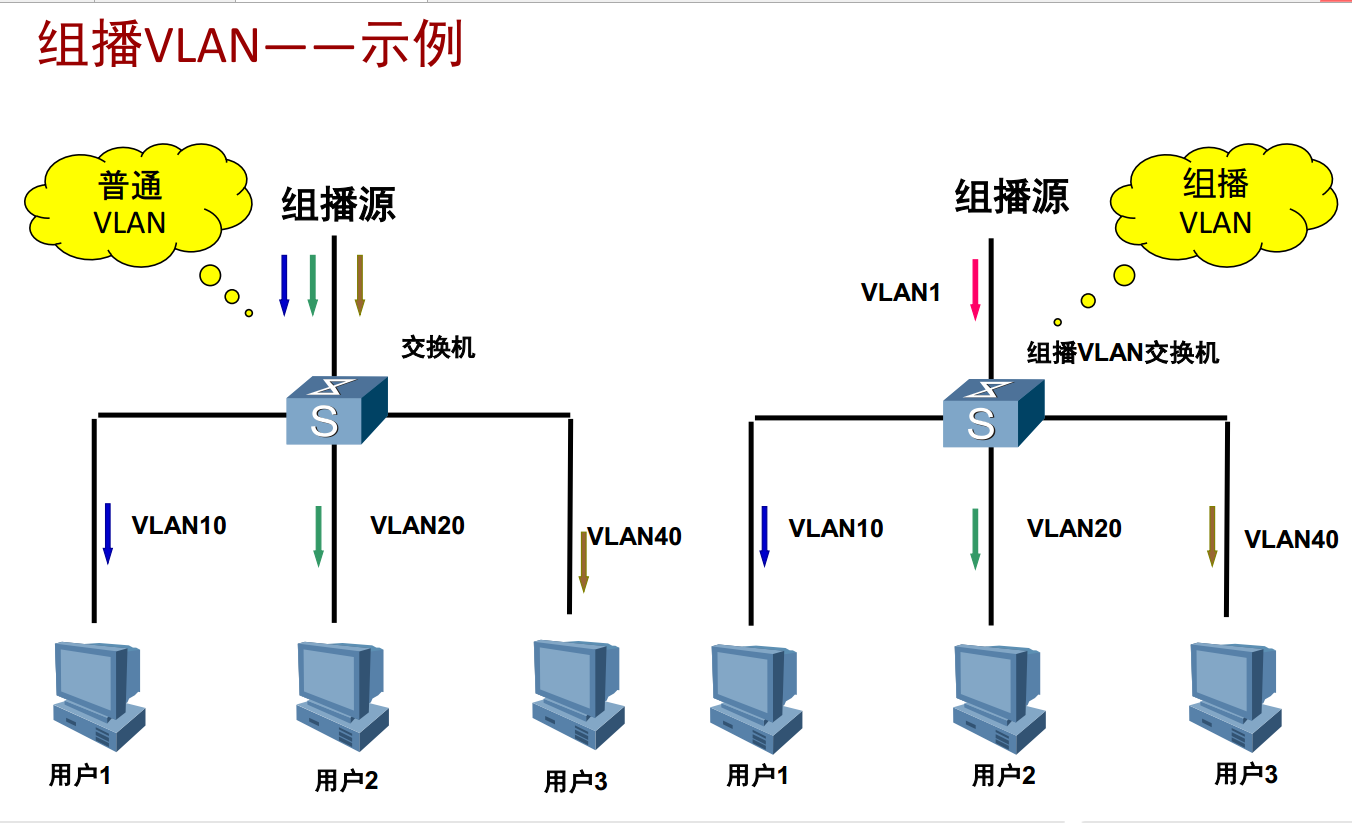 组播VLAN——示例
普通
VLAN
组播源
交换机
S
VLAN10
VLAN20
VLAN40
用户1
用户2
用户3
组播源
组播
VLAN
VLAN1
组播VLAN交换机
S
VLAN10
VLAN20
VLAN40
用户1
用户2
用户3